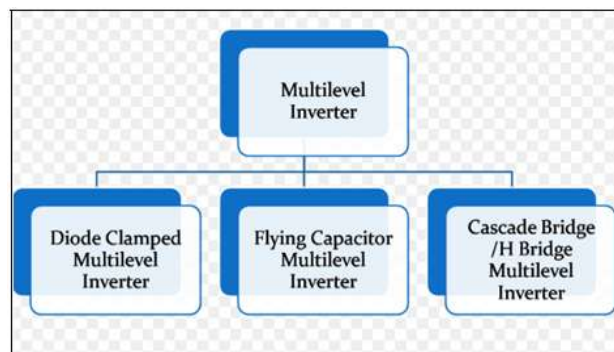 Multilevel
Inverter
Diode Clamped
Multilevel
Inverter
Flying Capacitor
Multilevel
Inverter
Cascade Bridge
/H Bridge
Multilevel
Inverter